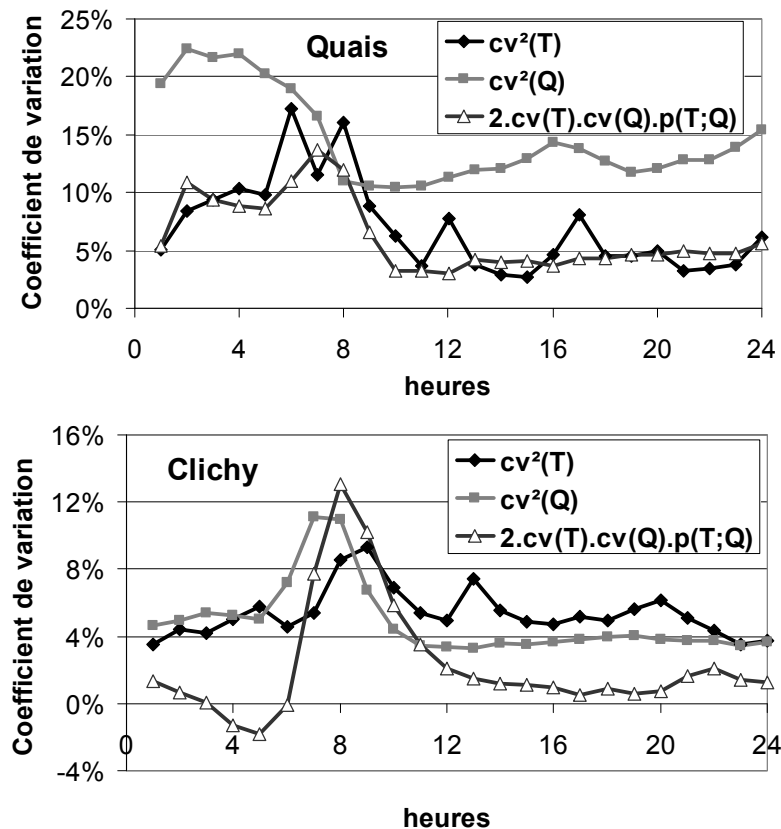 Quais
cv²(T)
cv²(Q)
2.cv(T).cv(Q).p(T;Q)
Coefficient de variation
25%
20%
15%
10%
5%
0%
0 4 8 12 16 20 24
heures
Clichy
cv²(T)
cv²(Q)
2.cv(T).cv(Q).p(T;Q)
Coefficient de variation
16%
12%
8%
4%
0%
-4%
0 4 8 12 16 20 24
heures